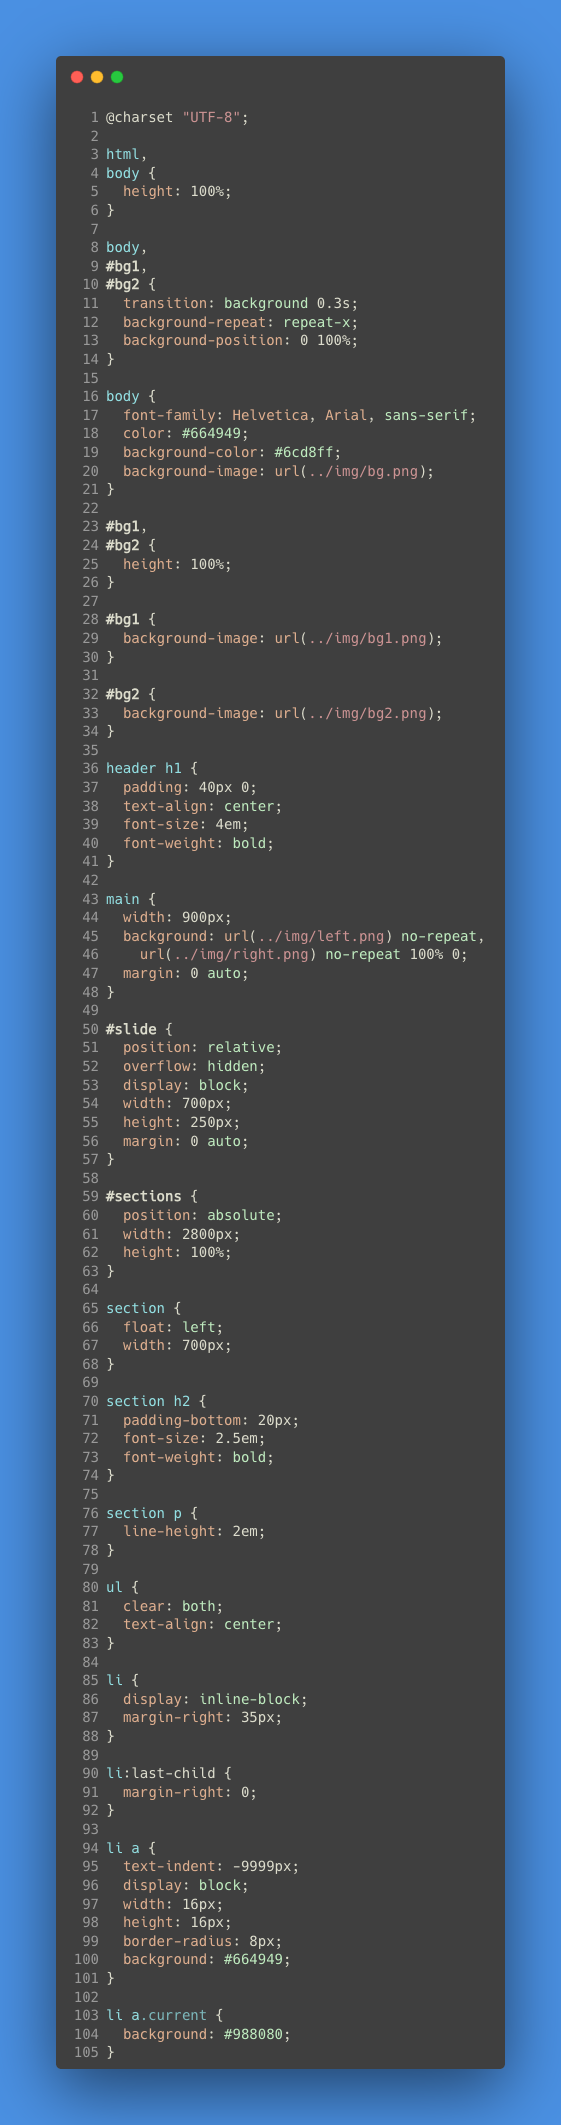 1 @charset "UTF-8";
2
3 html,
4 body {
5   height: 100%;
6 }
7
8 body,
9 #bg1,
10 #bg2 {
11   transition: background 0.3s;
12   background-repeat: repeat-x;
13   background-position: 0 100%;
14 }
15
16 body {
17   font-family: Helvetica, Arial, sans-serif;
18   color: #664949;
19   background-color: #6cd8ff;
20   background-image: url(../img/bg.png);
21 }
22
23 #bg1,
24 #bg2 {
25   height: 100%;
26 }
27
28 #bg1 {
29   background-image: url(../img/bg1.png);
30 }
31
32 #bg2 {
33   background-image: url(../img/bg2.png);
34 }
35
36 header h1 {
37   padding: 40px 0;
38   text-align: center;
39   font-size: 4em;
40   font-weight: bold;
41 }
42
43 main {
44   width: 900px;
45   background: url(../img/left.png) no-repeat,
46     url(../img/right.png) no-repeat 100% 0;
47   margin: 0 auto;
48 }
49
50 #slide {
51   position: relative;
52   overflow: hidden;
53   display: block;
54   width: 700px;
55   height: 250px;
56   margin: 0 auto;
57 }
58
59 #sections {
60   position: absolute;
61   width: 2800px;
62   height: 100%;
63 }
64
65 section {
66   float: left;
67   width: 700px;
68 }
69
70 section h2 {
71   padding-bottom: 20px;
72   font-size: 2.5em;
73   font-weight: bold;
74 }
75
76 section p {
77   line-height: 2em;
78 }
79
80 ul {
81   clear: both;
82   text-align: center;
83 }
84
85 li {
86   display: inline-block;
87   margin-right: 35px;
88 }
89
90 li:last-child {
91   margin-right: 0;
92 }
93
94 li a {
95   text-indent: -9999px;
96   display: block;
97   width: 16px;
98   height: 16px;
99   border-radius: 8px;
100   background: #664949;
101 }
102
103 li a.current {
104   background: #988080;
105 }